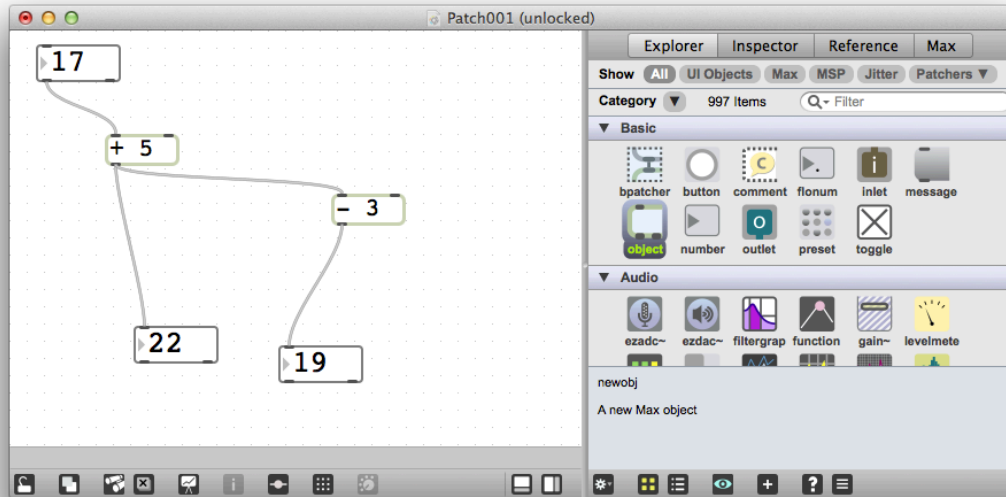 Patch001 (unlocked)
17
+ 5
- 3
22
19
Explorer Inspector Reference Max
Show All UI Objects Max MSP Jitter Patchers ▼
Category ▼ 997 Items Filter
▼ Basic
bpatcher button comment flonum inlet message
object number outlet preset toggle
▼ Audio
ezadc~ ezdac~ filtergrap function gain~ levelmete
newobj
A new Max object